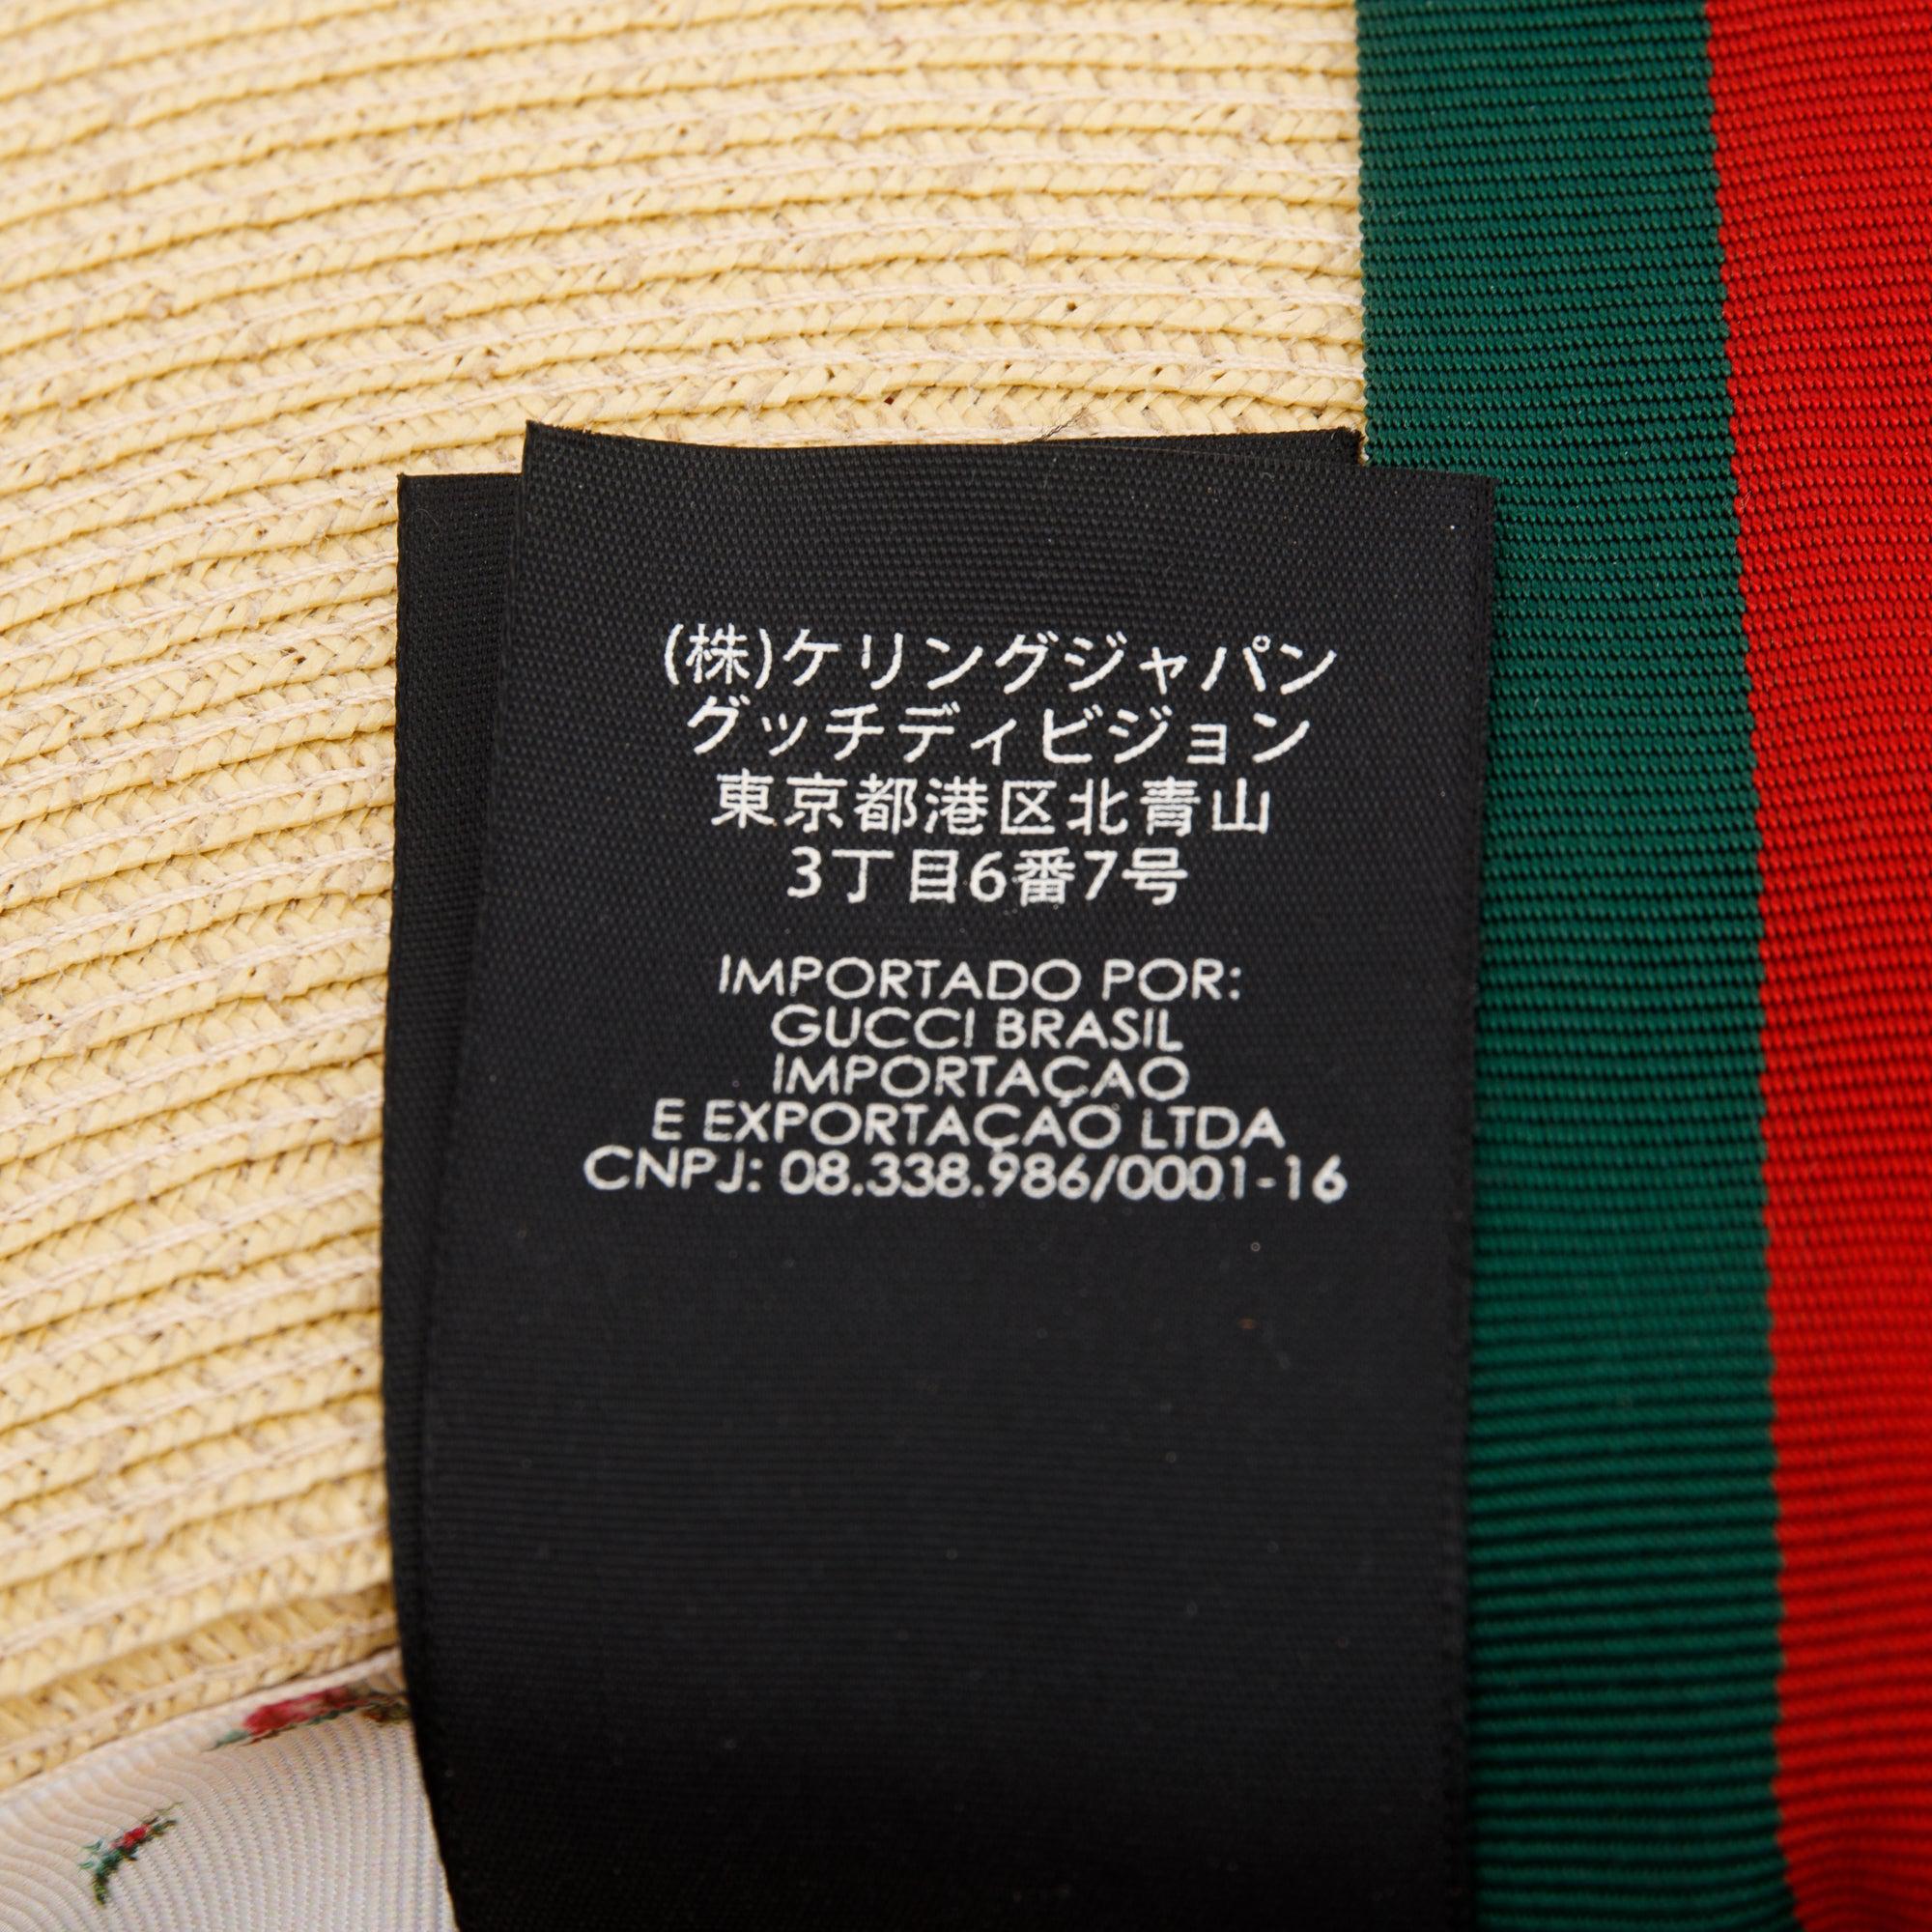 (株)ケリングジャパン
グッチディビジョン
東京都港区北青山
3丁目6番7号
IMPORTADO POR:
GUCCI BRASIL
IMPORTAÇAO
E EXPORTAÇAO LTDA
CNPJ: 08.338.986/0001-16